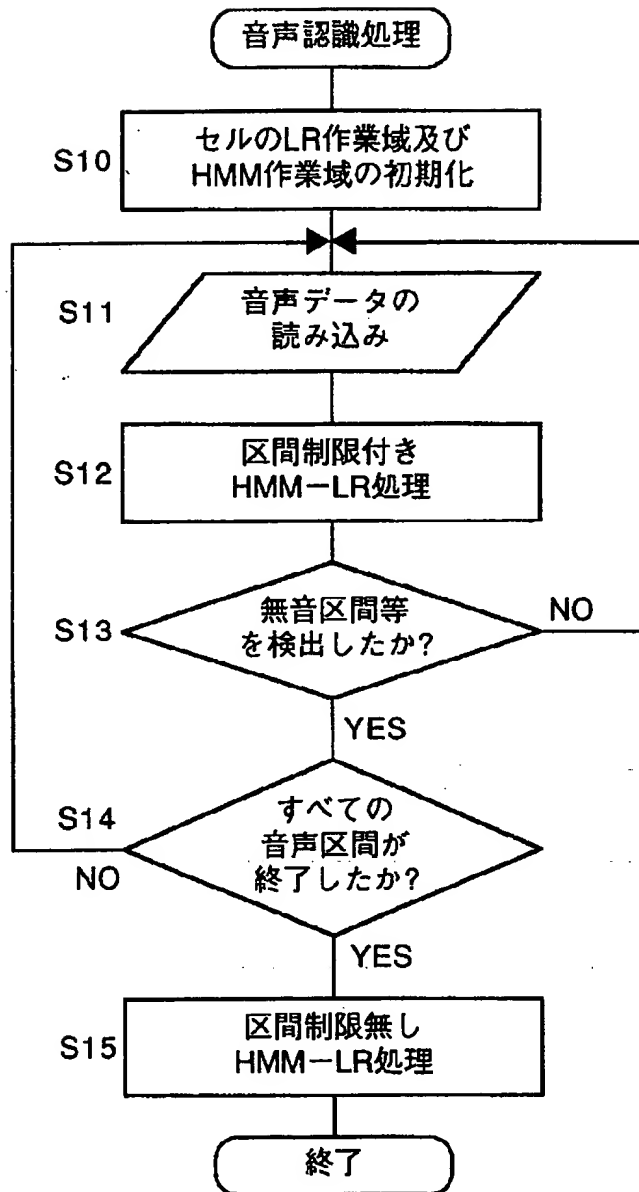 音声認識処理
S10
セルのLR作業域及び
HMM作業域の初期化
S11
音声データの
読み込み
S12
区間制限付き
HMM－LR処理
S13
無音区間等
を検出したか?
NO
YES
S14
すべての
音声区間が
終了したか?
NO
YES
S15
区間制限無し
HMM－LR処理
終了